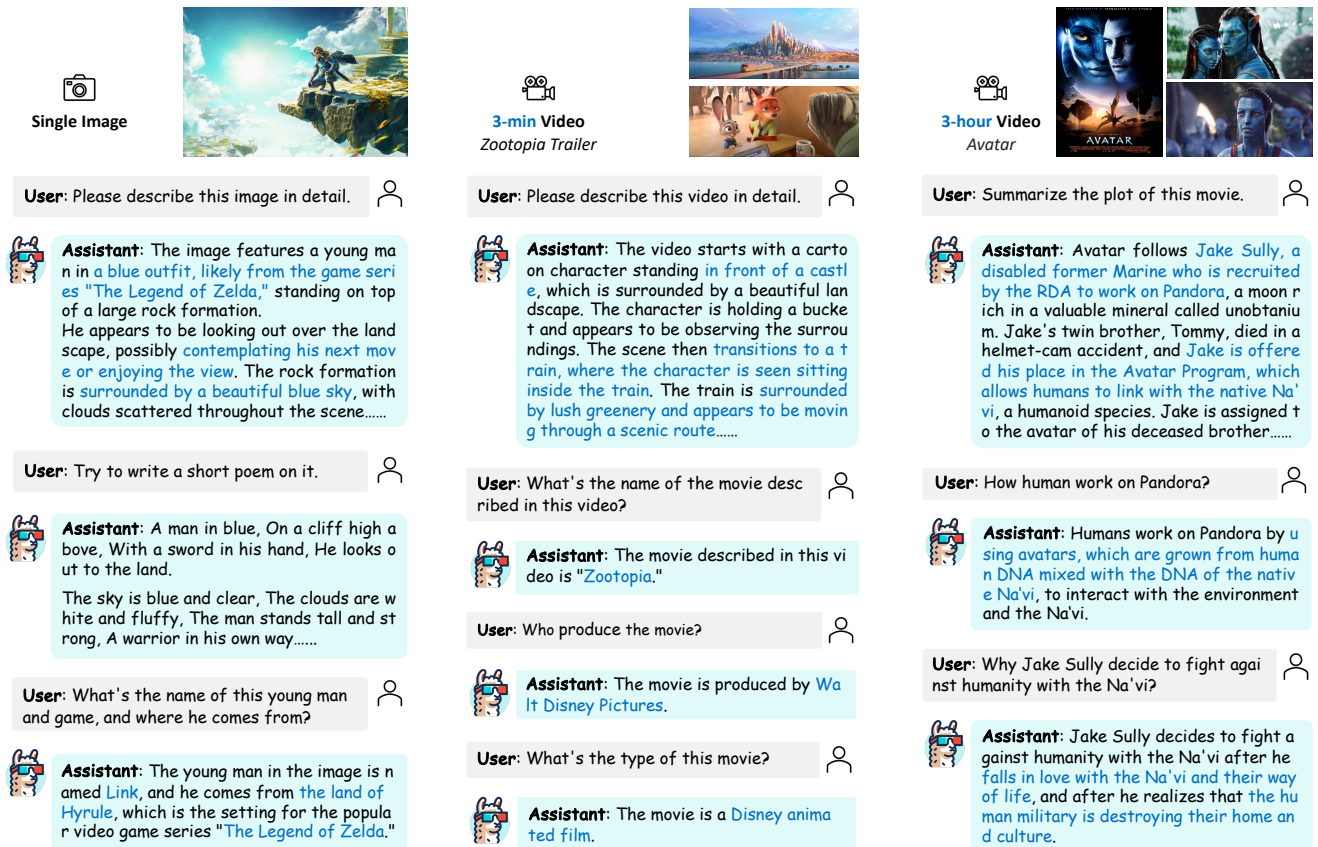 Single Image
User: Please describe this image in detail.
Assistant: The image features a young ma
n in a blue outfit, likely from the game seri
es "The Legend of Zelda," standing on top
of a large rock formation.
He appears to be looking out over the land
scape, possibly contemplating his next mov
e or enjoying the view. The rock formation
is surrounded by a beautiful blue sky, with
clouds scattered throughout the scene……
User: Try to write a short poem on it.
Assistant: A man in blue, On a cliff high a
bove, With a sword in his hand, He looks o
ut to the land.
The sky is blue and clear, The clouds are w
hite and fluffy, The man stands tall and st
rong, A warrior in his own way……
User: What's the name of this young man
and game, and where he comes from?
Assistant: The young man in the image is n
amed Link, and he comes from the land of
Hyrule, which is the setting for the popula
r video game series "The Legend of Zelda."
3-min Video
Zootopia Trailer
User: Please describe this video in detail.
Assistant: The video starts with a carto
on character standing in front of a castl
e, which is surrounded by a beautiful lan
dscape. The character is holding a bucke
t and appears to be observing the surrou
ndings. The scene then transitions to a t
rain, where the character is seen sitting
inside the train. The train is surrounded
by lush greenery and appears to be movin
g through a scenic route……
User: What's the name of the movie desc
ribed in this video?
Assistant: The movie described in this vi
deo is "Zootopia."
User: Who produce the movie?
Assistant: The movie is produced by Wa
lt Disney Pictures.
User: What's the type of this movie?
Assistant: The movie is a Disney anima
ted film.
3-hour Video
Avatar
AVATAR
User: Summarize the plot of this movie.
Assistant: Avatar follows Jake Sully, a
disabled former Marine who is recruited
by the RDA to work on Pandora, a moon r
ich in a valuable mineral called unobtaniu
m. Jake's twin brother, Tommy, died in a
helmet-cam accident, and Jake is offere
d his place in the Avatar Program, which
allows humans to link with the native Na'
vi, a humanoid species. Jake is assigned t
o the avatar of his deceased brother……
User: How human work on Pandora?
Assistant: Humans work on Pandora by u
sing avatars, which are grown from huma
n DNA mixed with the DNA of the nativ
e Na'vi, to interact with the environment
and the Na'vi.
User: Why Jake Sully decide to fight agai
nst humanity with the Na'vi?
Assistant: Jake Sully decides to fight a
gainst humanity with the Na'vi after he
falls in love with the Na'vi and their way
of life, and after he realizes that the hu
man military is destroying their home an
d culture.